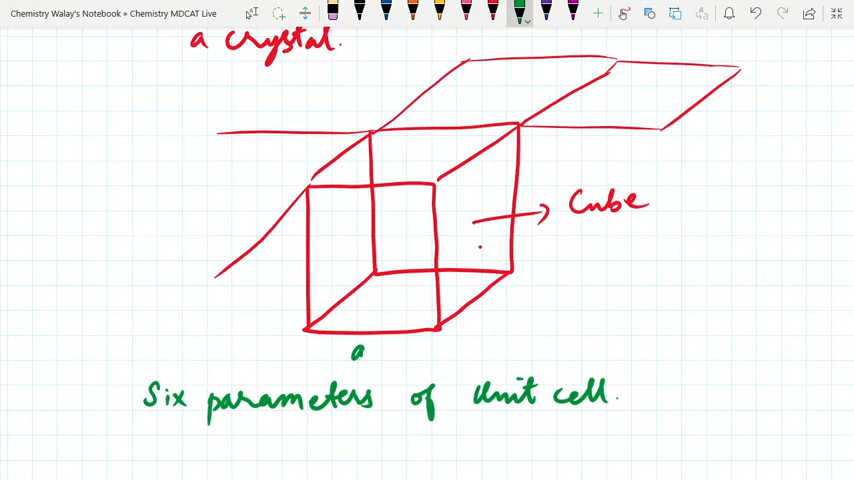 Chemistry Walay's Notebook » Chemistry MDCAT Live
a crystal.
Cube
a
Six parameters of Unit cell.